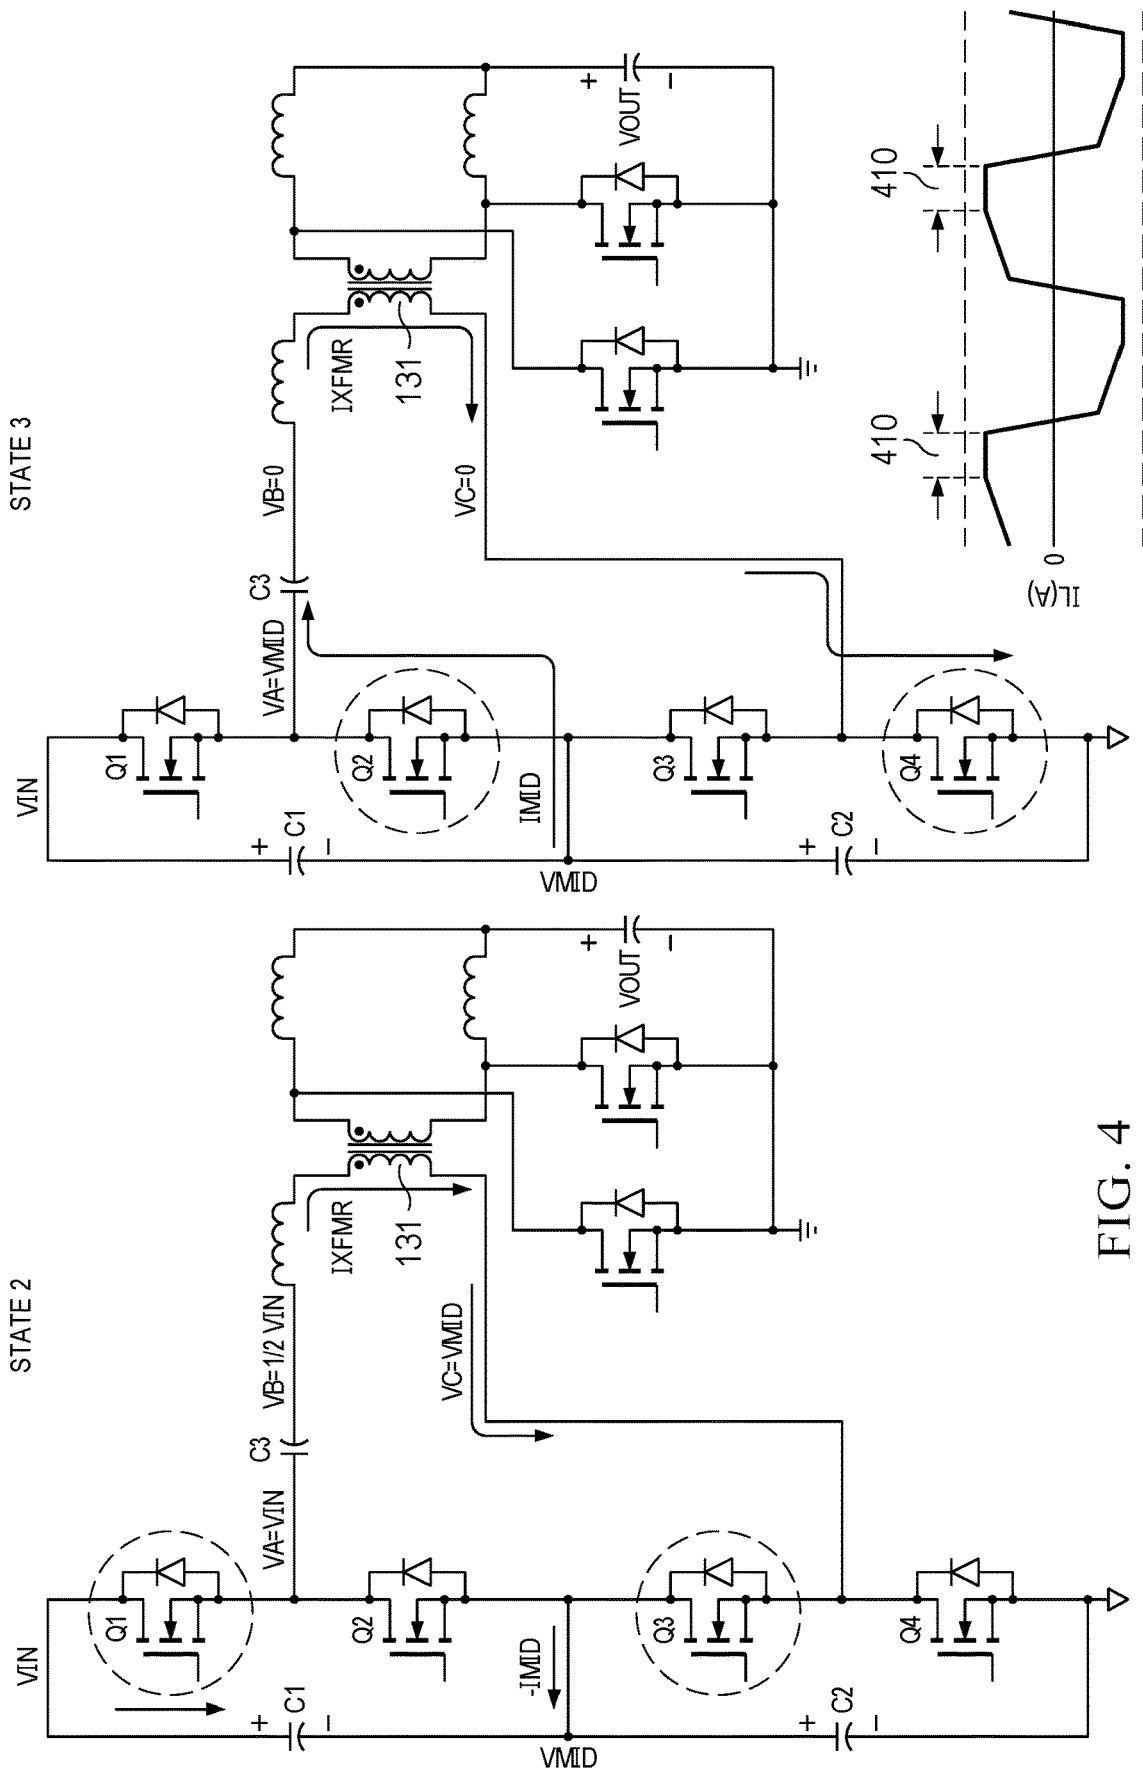 STATE 2
VIN
+
C1
−
Q1
VA=VIN
C3
VB=1/2 VIN
IXFMR
131
Q2
-IMID
VMID
VC=VMID
Q3
+
C2
−
Q4
+
VOUT
−
STATE 3
VIN
+
C1
−
Q1
VA=VMID
C3
VB=0
IXFMR
131
Q2
IMID
VMID
VC=0
Q3
+
C2
−
Q4
+
VOUT
−
410
410
IL(A)
0
FIG. 4